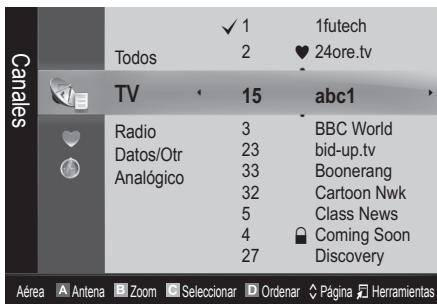 Canales
✓ 1 1futech
Todos 2 ♥ 24ore.tv
TV 15 abc1
Radio 3 BBC World
Datos/Otr 23 bid-up.tv
Analógico 33 Boonerang
32 Cartoon Nwk
5 Class News
4 Coming Soon
27 Discovery
Aérea A Antena B Zoom C Seleccionar D Ordenar Página Herramientas